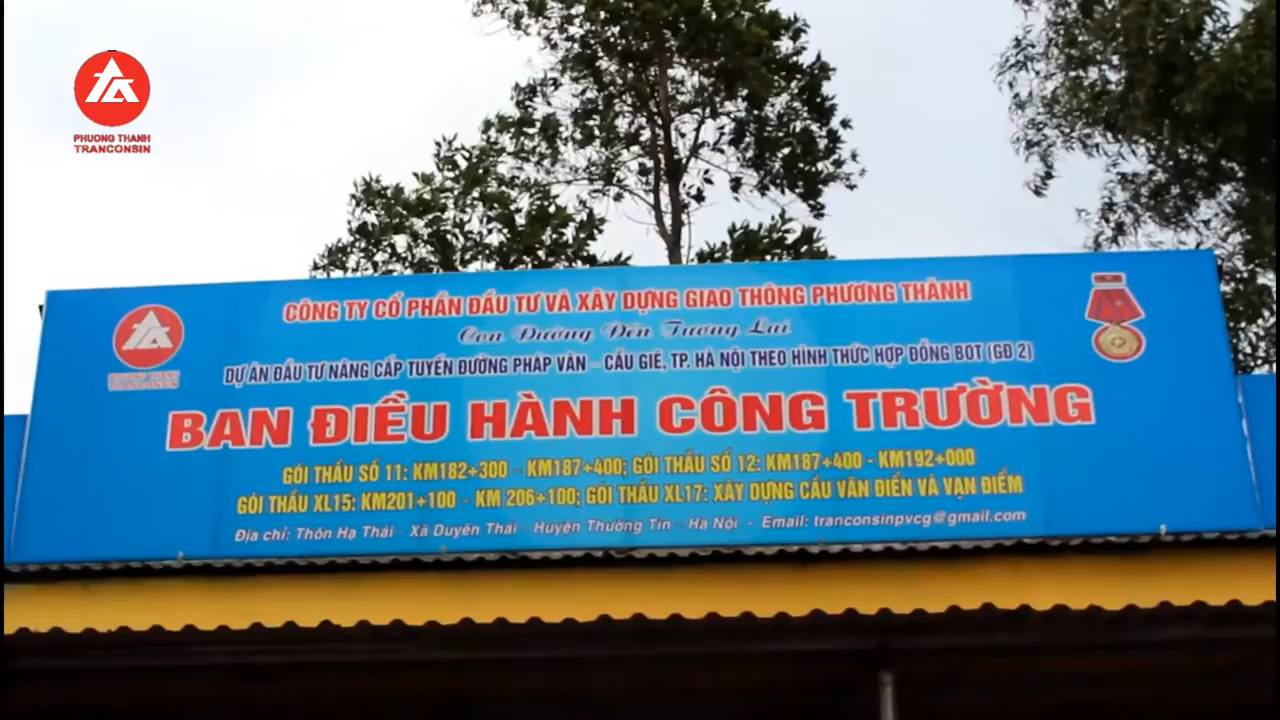 PHUONG THANH
TRANCONSIN
CÔNG TY CỔ PHẦN ĐẦU TƯ VÀ XÂY DỰNG GIAO THÔNG PHƯƠNG THÀNH
Con Đường Đến Tương Lai
PHUONG THANH
TRANCONSIN
DỰ ÁN ĐẦU TƯ NÂNG CẤP TUYẾN ĐƯỜNG PHÁP VÂN - CẦU GIẼ, TP. HÀ NỘI THEO HÌNH THỨC HỢP ĐỒNG BOT (GĐ 2)
BAN ĐIỀU HÀNH CÔNG TRƯỜNG
GÓI THẦU SỐ 11: KM182+300 - KM187+400; GÓI THẦU SỐ 12: KM187+400 - KM192+000
GÓI THẦU XL15: KM201+100 - KM 206+100; GÓI THẦU XL17: XÂY DỰNG CẦU VĂN ĐIỂN VÀ VẠN ĐIỂM
Địa chỉ: Thôn Hạ Thái - Xã Duyên Thái - Huyện Thường Tín - Hà Nội - Email: tranconsinpvcg@gmail.com